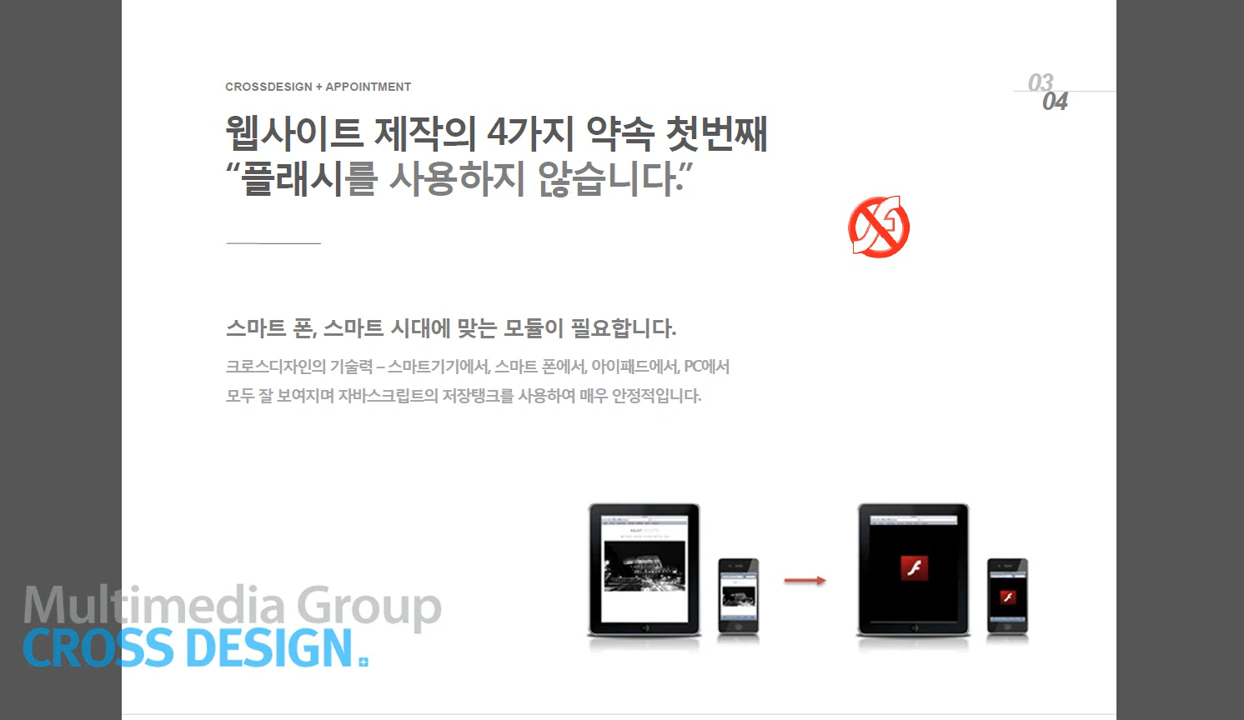 CROSSDESIGN + APPOINTMENT
03
04
웹사이트 제작의 4가지 약속 첫번째
“플래시를 사용하지 않습니다.”
스마트 폰, 스마트 시대에 맞는 모듈이 필요합니다.
크로스디자인의 기술력 – 스마트기기에서, 스마트 폰에서, 아이패드에서, PC에서
모두 잘 보여지며 자바스크립트의 저장탱크를 사용하여 매우 안정적입니다.
Multimedia Group
CROSS DESIGN.